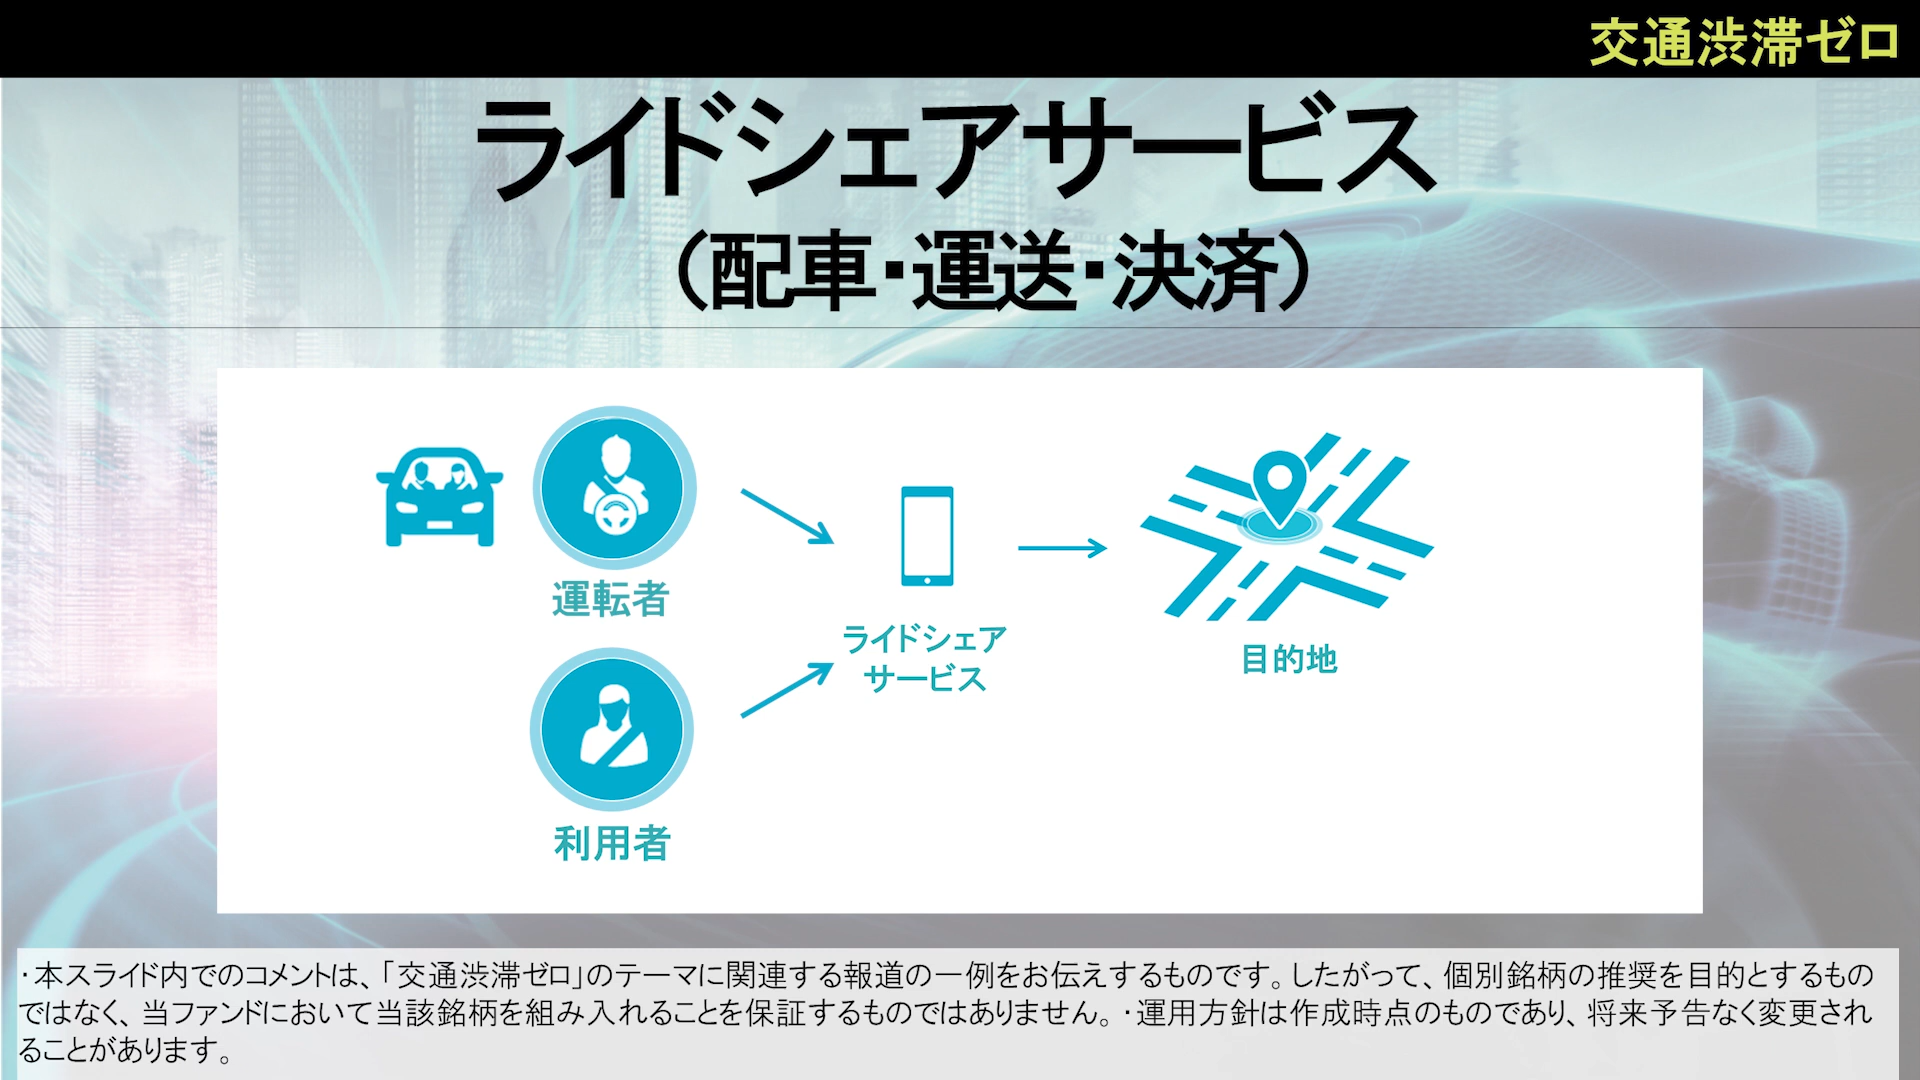 交通渋滞ゼロ
ライドシェアサービス
（配車・運送・決済）
運転者
ライドシェア
サービス
目的地
利用者
・本スライド内でのコメントは、「交通渋滞ゼロ」のテーマに関連する報道の一例をお伝えするものです。したがって、個別銘柄の推奨を目的とするもの
ではなく、当ファンドにおいて当該銘柄を組み入れることを保証するものではありません。・運用方針は作成時点のものであり、将来予告なく変更され
ることがあります。